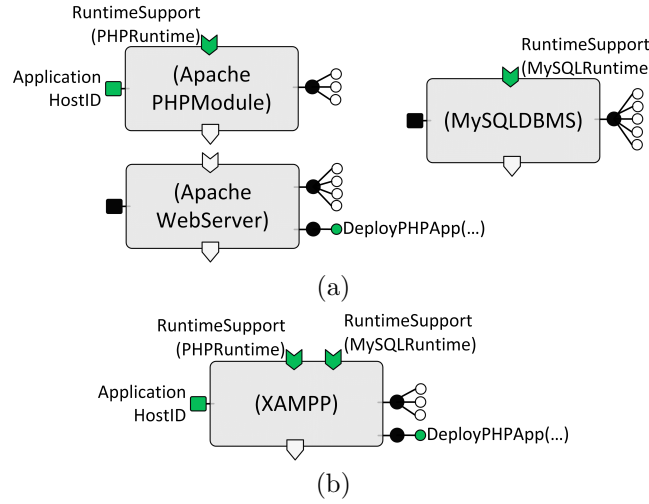 RuntimeSupport
(PHPRuntime)
Application
HostID
(Apache
PHPModule)
RuntimeSupport
(MySQLRuntime
(MySQLDBMS)
(Apache
WebServer)
DeployPHPApp(...)
(a)
RuntimeSupport
(PHPRuntime)
RuntimeSupport
(MySQLRuntime)
Application
HostID
(XAMPP)
DeployPHPApp(...)
(b)